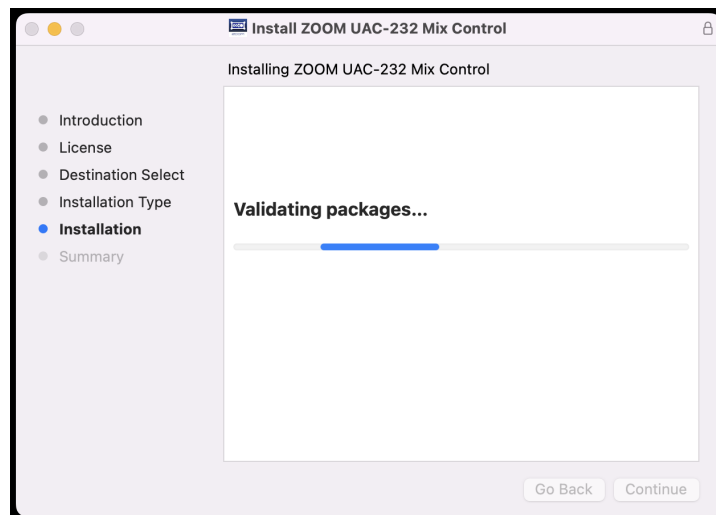 Install ZOOM UAC-232 Mix Control
Installing ZOOM UAC-232 Mix Control
Introduction
License
Destination Select
Installation Type
Installation
Summary
Validating packages...
Go Back
Continue